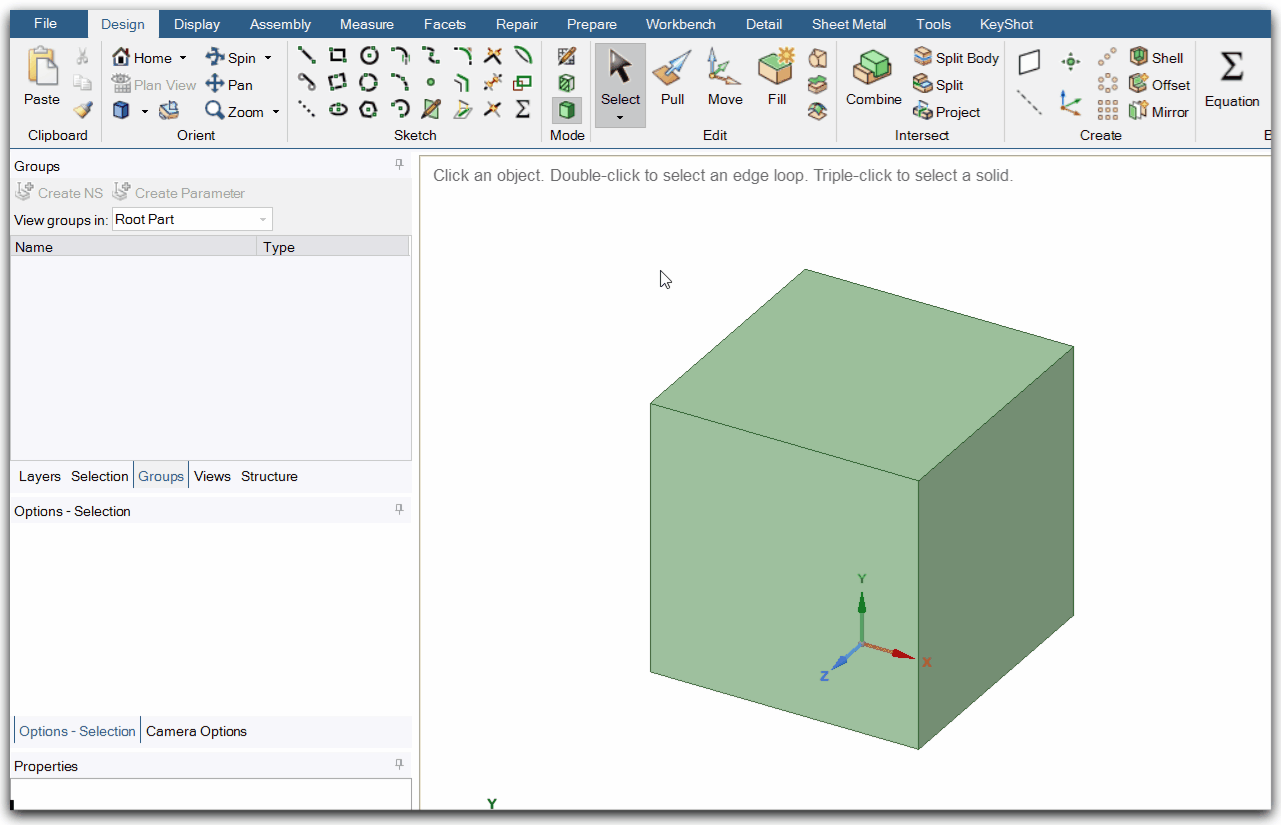 File Design Display Assembly Measure Facets Repair Prepare Workbench Detail Sheet Metal Tools KeyShot
Home Spin Split Body Shell
Plan View Pan Split Offset
Zoom Project Mirror
Paste Select Pull Move Fill Combine Equation
Clipboard Orient Sketch Mode Edit Intersect Create E
Groups
Create NS Create Parameter
View groups in: Root Part
Name Type
Layers Selection Groups Views Structure
Options - Selection
Options - Selection Camera Options
Properties
Click an object. Double-click to select an edge loop. Triple-click to select a solid.
Y
X
Z
Y